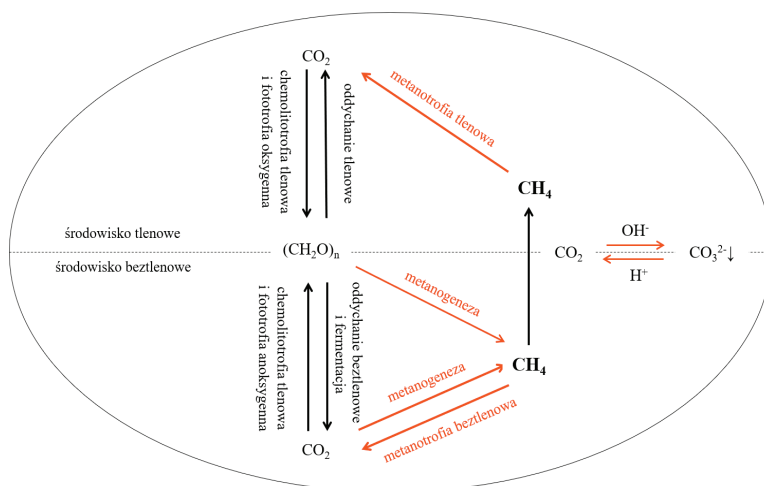 CO₂
chemolitotrofia tlenowa
i fototrofia oksygenna
oddychanie tlenowe
metanotrofia tlenowa
CH₄
środowisko tlenowe
(CH₂O)ₙ
środowisko beztlenowe
CO₂
OH⁻
H⁺
CO₃²⁻↓
metanogeneza
chemolitotrofia tlenowa
i fototrofia anoksygenna
oddychanie beztlenowe
i fermentacja
metanogeneza
CH₄
metanotrofia beztlenowa
CO₂